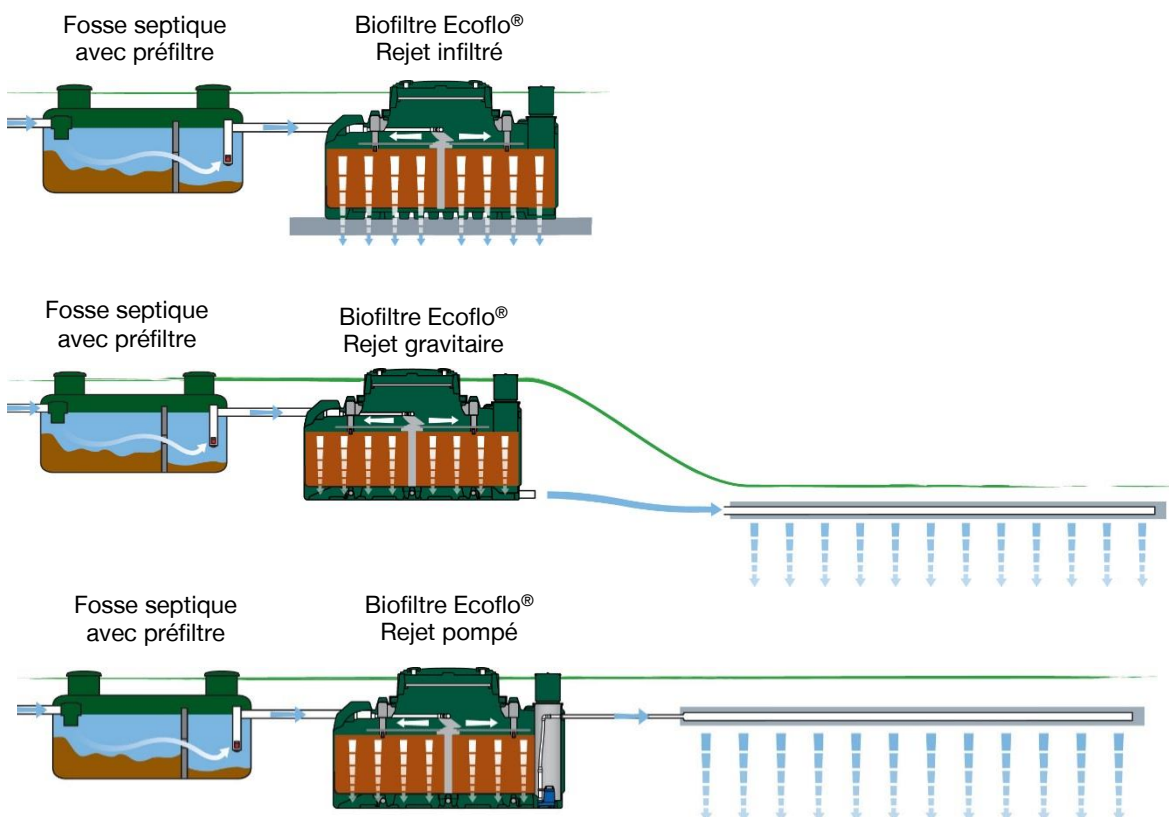 Fosse septique
avec préfiltre
Biofiltre Ecoflo®
Rejet infiltré
Fosse septique
avec préfiltre
Biofiltre Ecoflo®
Rejet gravitaire
Fosse septique
avec préfiltre
Biofiltre Ecoflo®
Rejet pompé